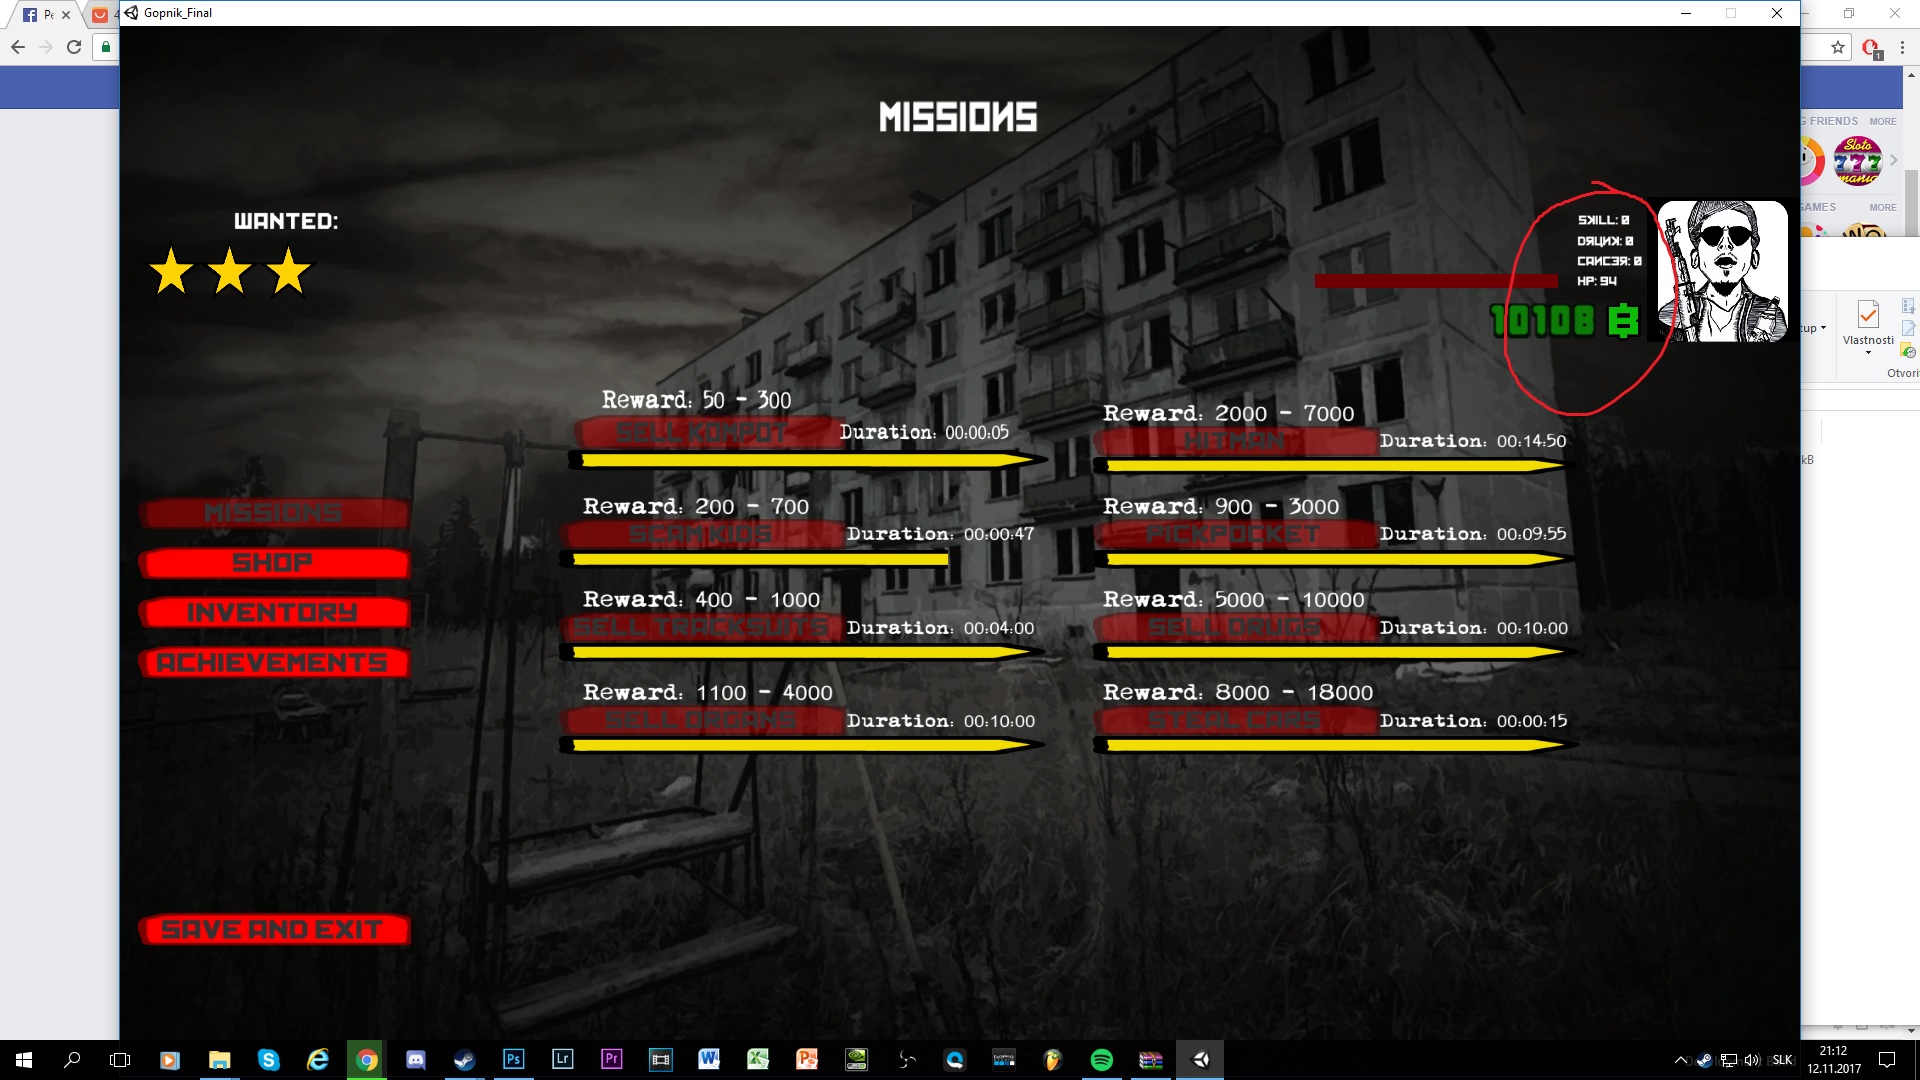 Gopnik_Final
S FRIENDS MORE
GAMES MORE
MISSIOИS
WANTED:
SKILL: 0
DЯЦИK: 0
CAИCƎЯ: 0
HP: 94
10108
Vlastnosti
Otvori
kB
Reward: 50 - 300
SELL KOMPOT
Duration: 00:00:05
Reward: 2000 - 7000
HITMAN
Duration: 00:14:50
Reward: 200 - 700
SCAM KIDS
Duration: 00:00:47
Reward: 900 - 3000
PICKPOCKET
Duration: 00:09:55
Reward: 400 - 1000
SELL TRACKSUITS
Duration: 00:04:00
Reward: 5000 - 10000
SELL DRUGS
Duration: 00:10:00
Reward: 1100 - 4000
SELL ORGANS
Duration: 00:10:00
Reward: 8000 - 18000
STEAL CARS
Duration: 00:00:15
MISSIONS
SHOP
INVENTORY
ACHIEVEMENTS
SAVE AND EXIT
SLK
21:12
12.11.2017